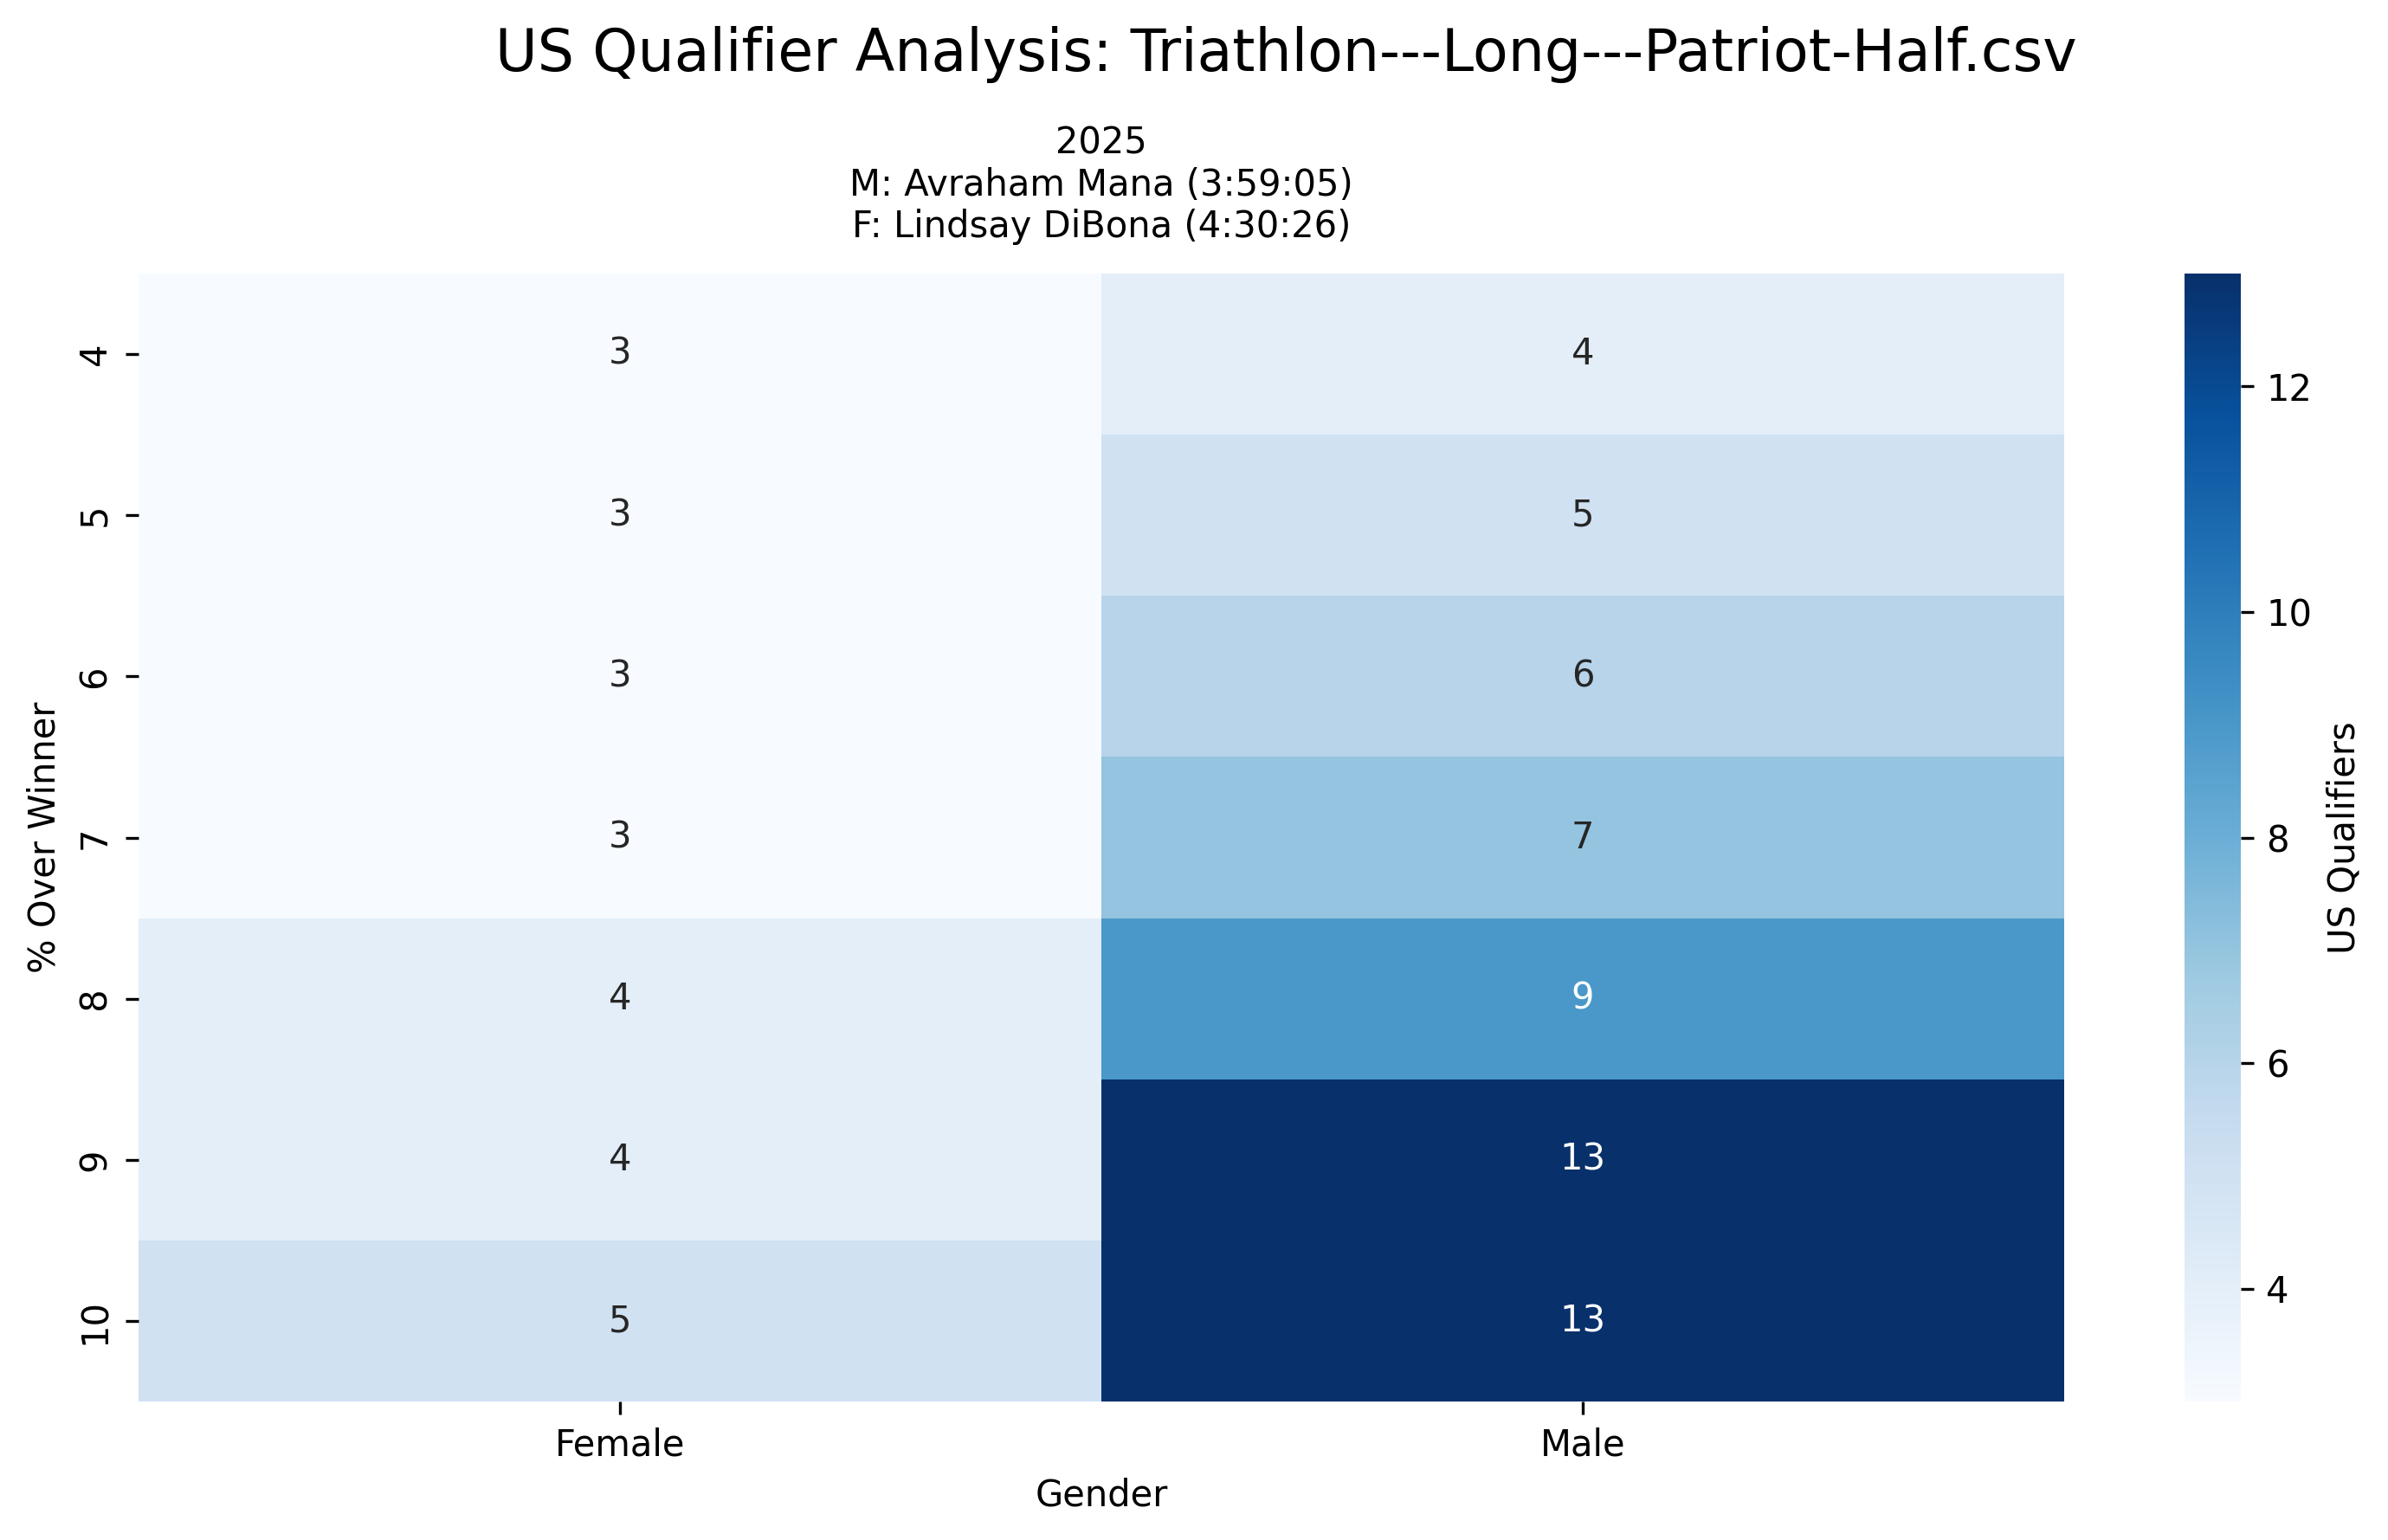 US Qualifier Analysis: Triathlon---Long---Patriot-Half.csv
2025
M: Avraham Mana (3:59:05)
F: Lindsay DiBona (4:30:26)
% Over Winner
4 3 4
5 3 5
6 3 6
7 3 7
8 4 9
9 4 13
10 5 13
Female Male
Gender
12
10
8
6
4
US Qualifiers